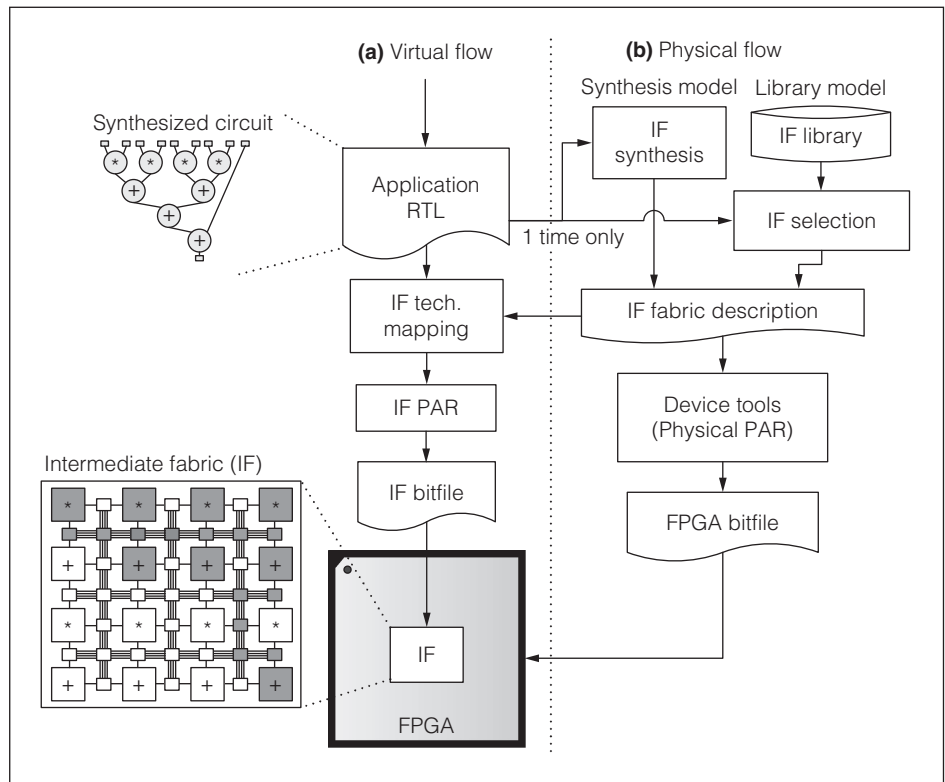 (a) Virtual flow
(b) Physical flow
Synthesis model
Library model
Synthesized circuit
* * * *
+ +
+
+
Application
RTL
IF
synthesis
IF library
IF selection
1 time only
IF tech.
mapping
IF fabric description
IF PAR
Device tools
(Physical PAR)
Intermediate fabric (IF)
IF bitfile
FPGA bitfile
* * * *
+ + + +
* * * *
+ + + +
IF
FPGA